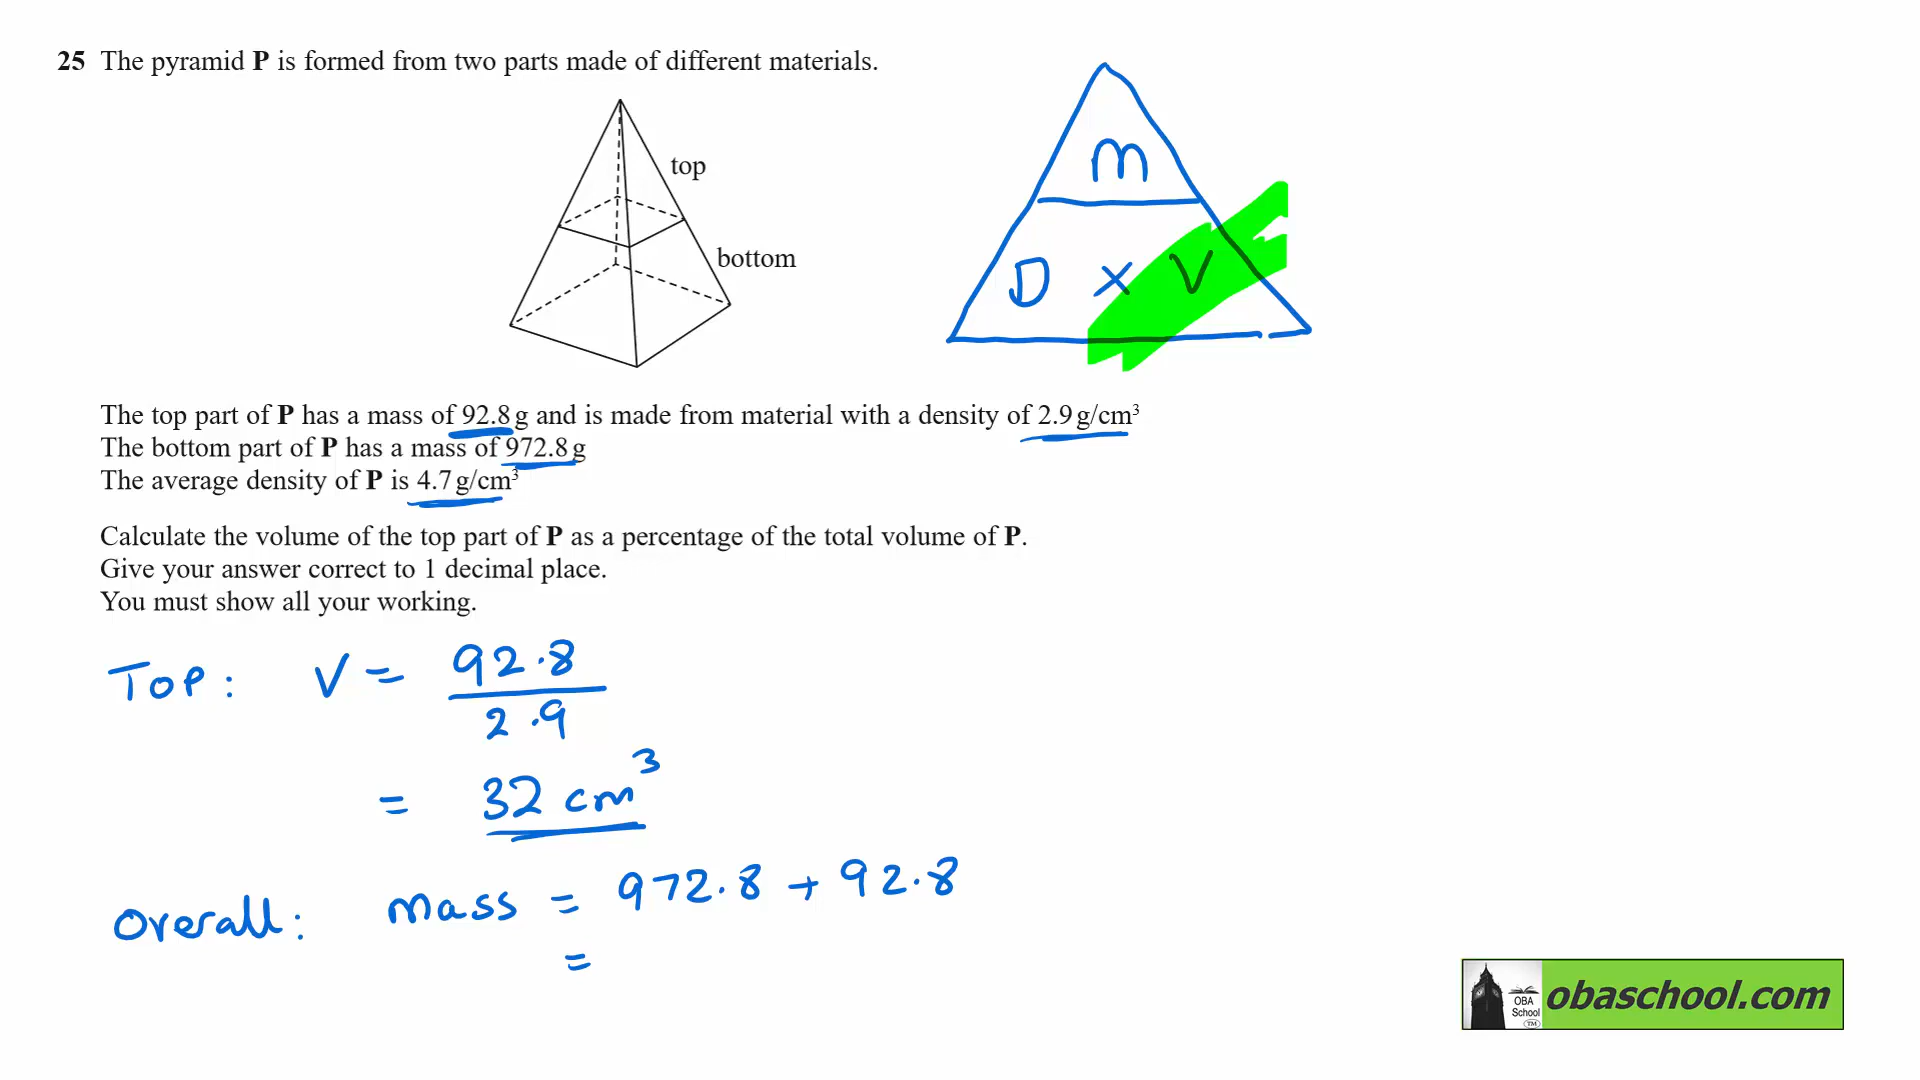 25 The pyramid P is formed from two parts made of different materials.
top
bottom
m
D × V
The top part of P has a mass of 92.8 g and is made from material with a density of 2.9 g/cm³
The bottom part of P has a mass of 972.8 g
The average density of P is 4.7 g/cm³
Calculate the volume of the top part of P as a percentage of the total volume of P.
Give your answer correct to 1 decimal place.
You must show all your working.
Top: V = 92.8
2.9
= 32 cm³
Overall: mass = 972.8 + 92.8
=
OBA
School
TM
obaschool.com